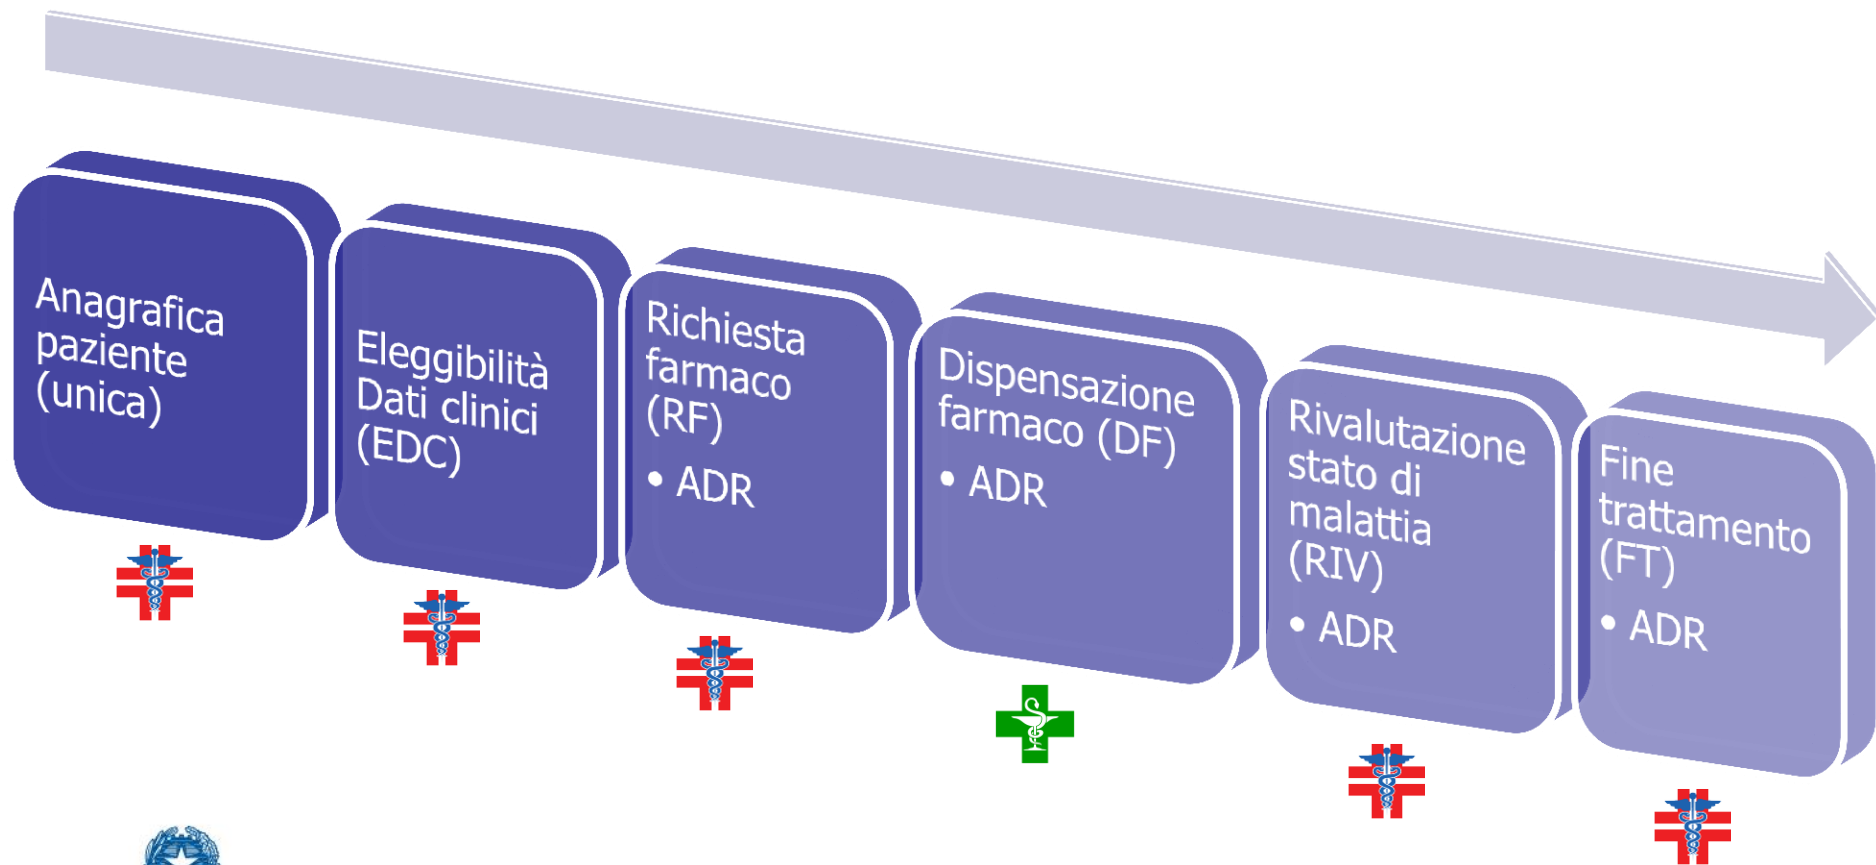 Anagrafica
paziente
(unica)
Eleggibilità
Dati clinici
(EDC)
Richiesta
farmaco
(RF)
• ADR
Dispensazione
farmaco (DF)
• ADR
Rivalutazione
stato di
malattia
(RIV)
• ADR
Fine
trattamento
(FT)
• ADR